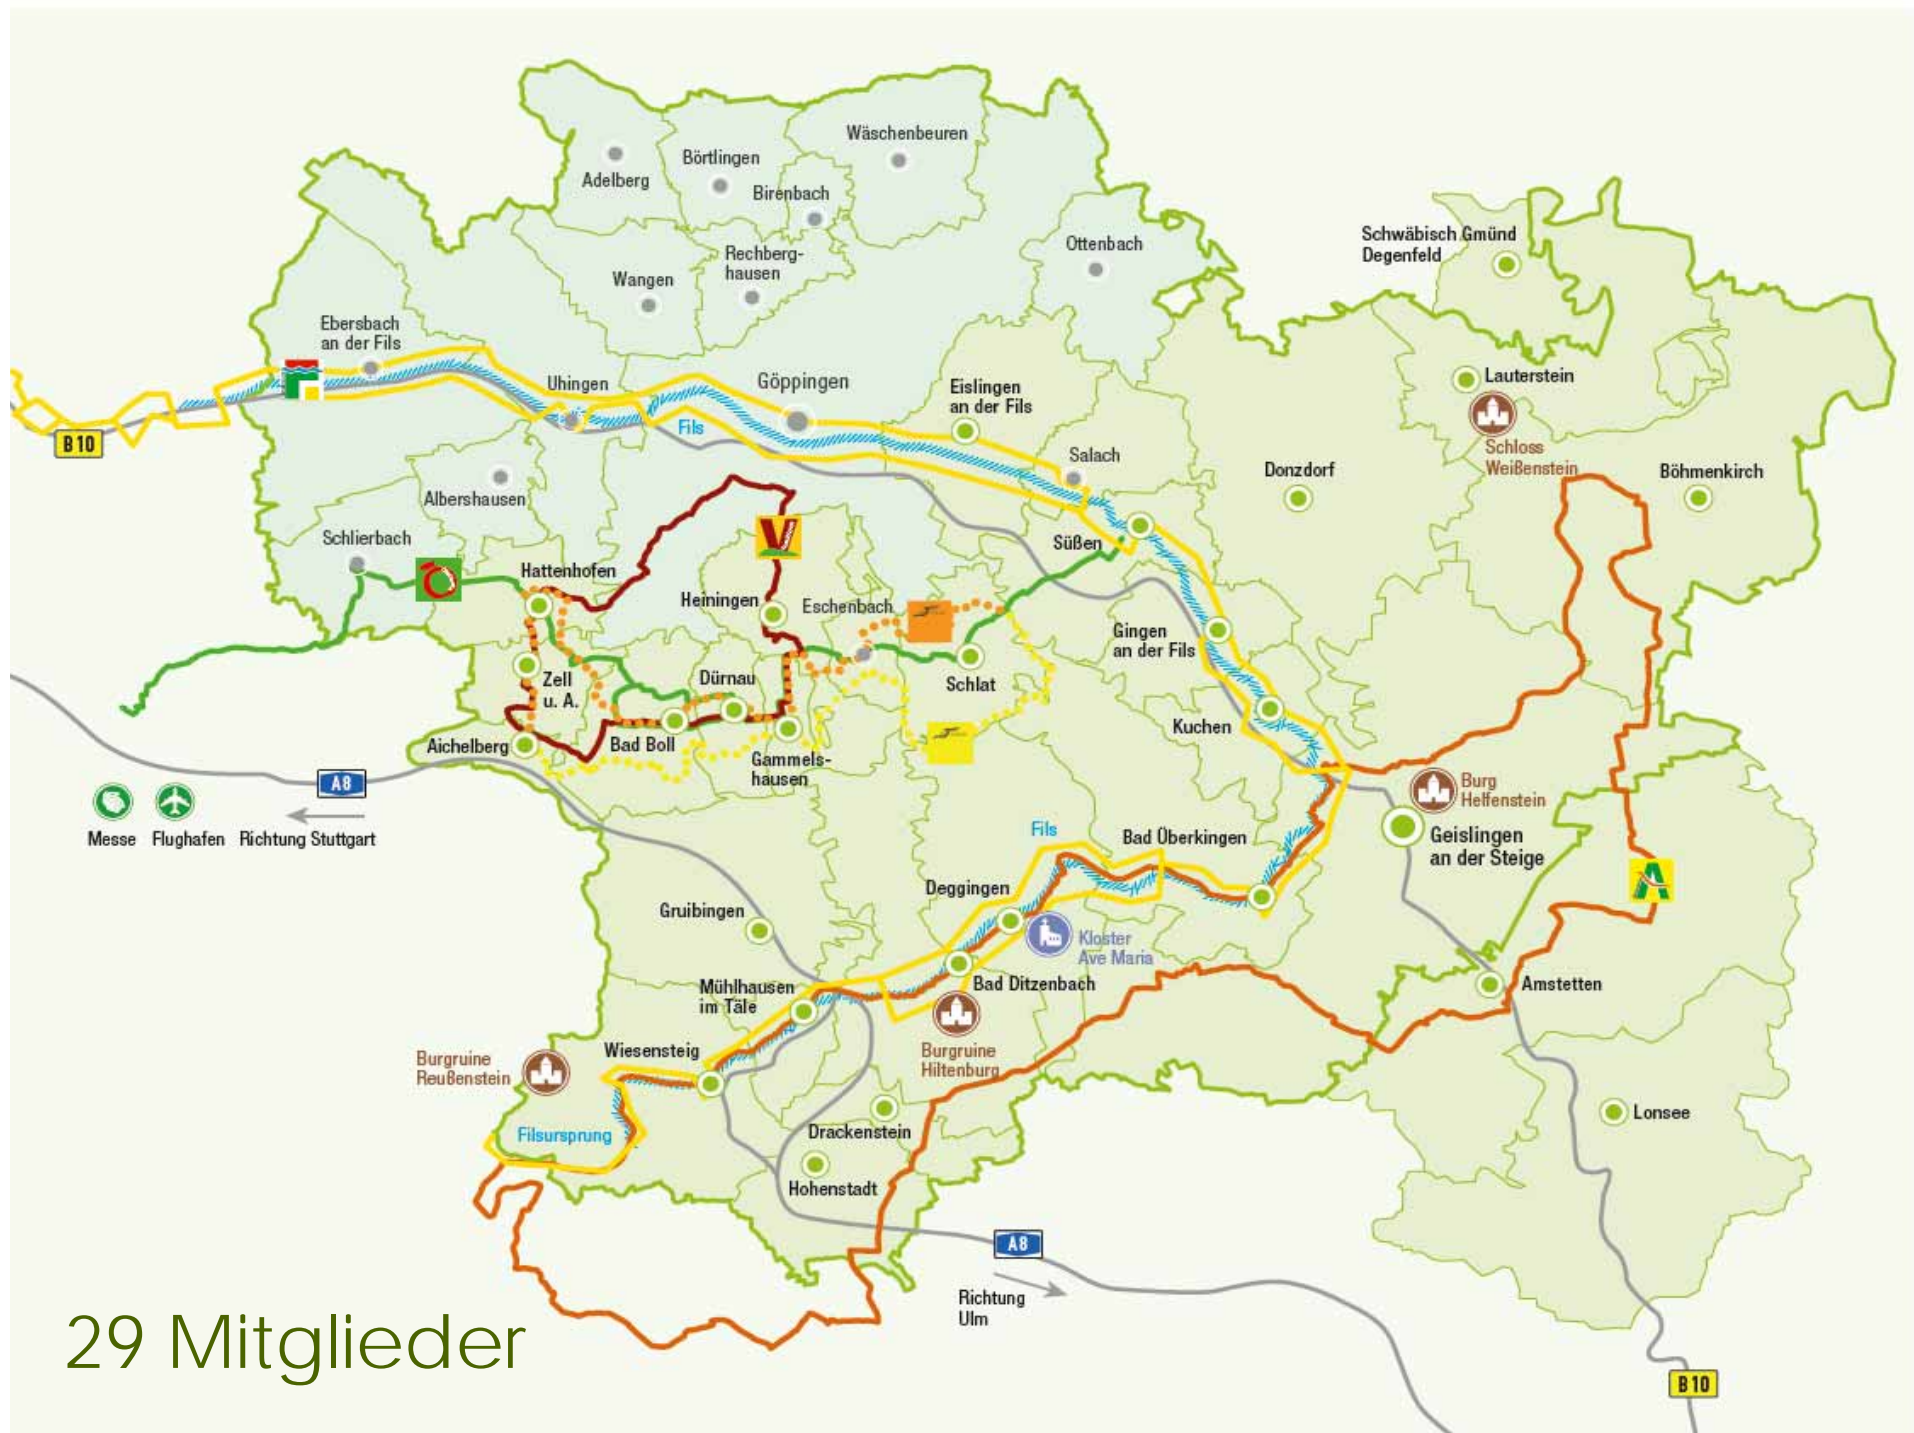 Wäschenbeuren
Börtlingen
Adelberg
Birenbach
Schwäbisch Gmünd
Degenfeld
Ottenbach
Rechberg-
hausen
Wangen
Ebersbach
an der Fils
Uhingen
Göppingen
Eislingen
an der Fils
Lauterstein
B 10
Fils
Salach
Schloss
Weißenstein
Donzdorf
Böhmenkirch
Albershausen
Schlierbach
Süßen
Hattenhofen
Heiningen
Eschenbach
Gingen
an der Fils
Zell
u. A.
Dürnau
Schlat
Kuchen
Aichelberg
Bad Boll
Gammels-
hausen
A8
Burg
Helfenstein
Messe
Flughafen
Richtung Stuttgart
Fils
Bad Überkingen
Geislingen
an der Steige
Deggingen
Gruibingen
Kloster
Ave Maria
Mühlhausen
im Täle
Bad Ditzenbach
Amstetten
Wiesensteig
Burgruine
Reußenstein
Burgruine
Hiltenburg
Filsursprung
Drackenstein
Lonsee
Hohenstadt
A8
Richtung
Ulm
29 Mitglieder
B 10